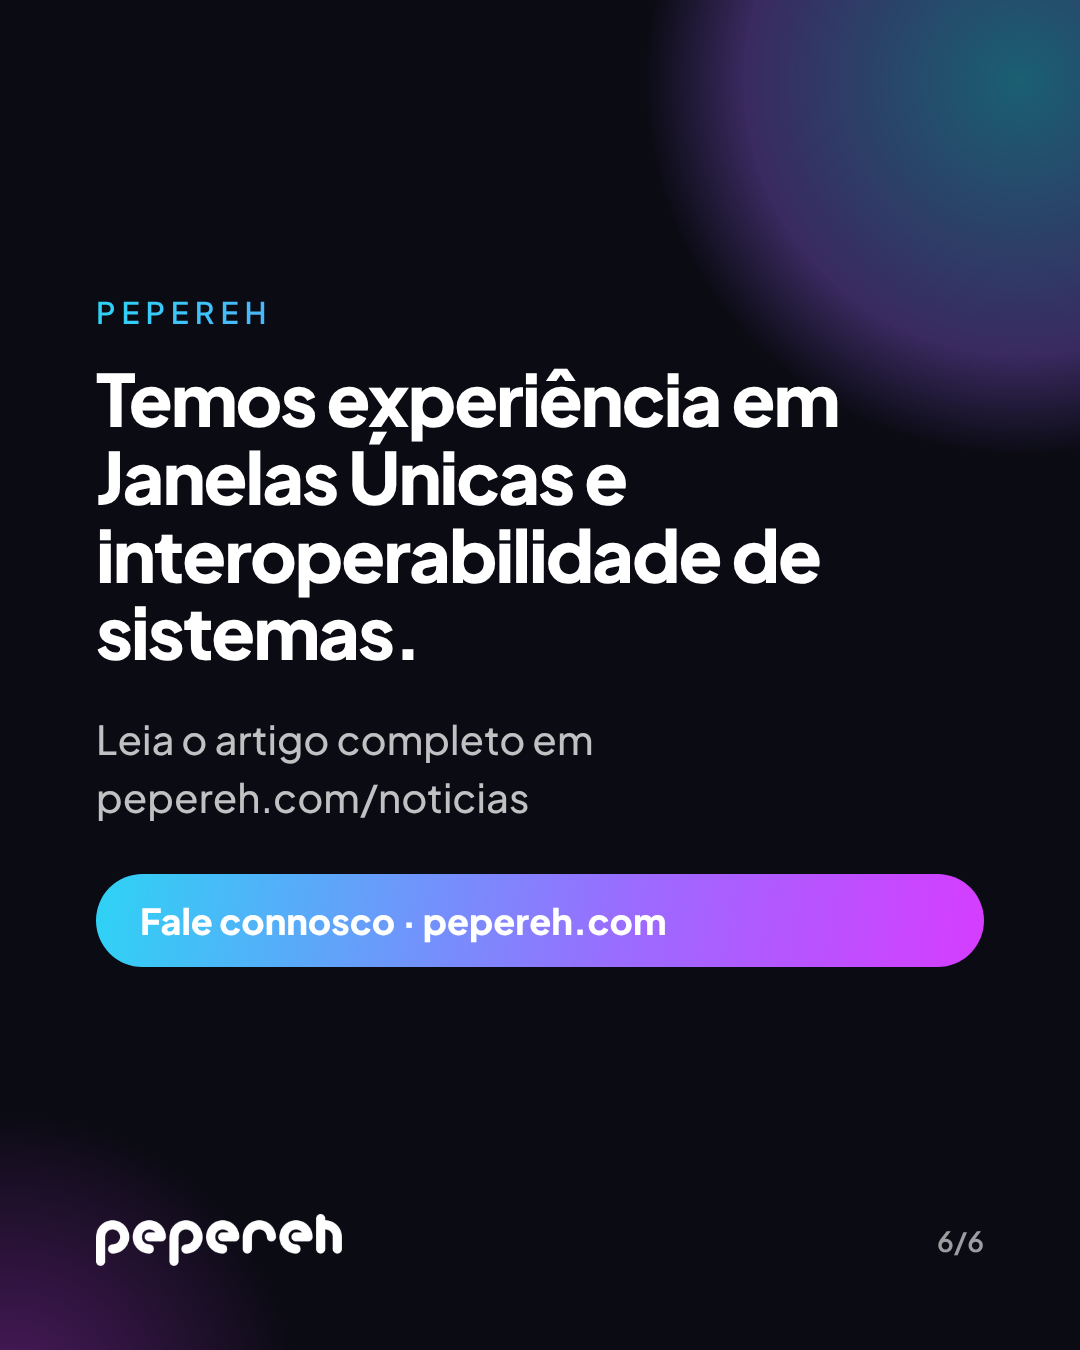 PEPEREH
Temos experiência em
Janelas Únicas e
interoperabilidade de
sistemas.
Leia o artigo completo em
pepereh.com/noticias
Fale connosco · pepereh.com
pepereh
6/6